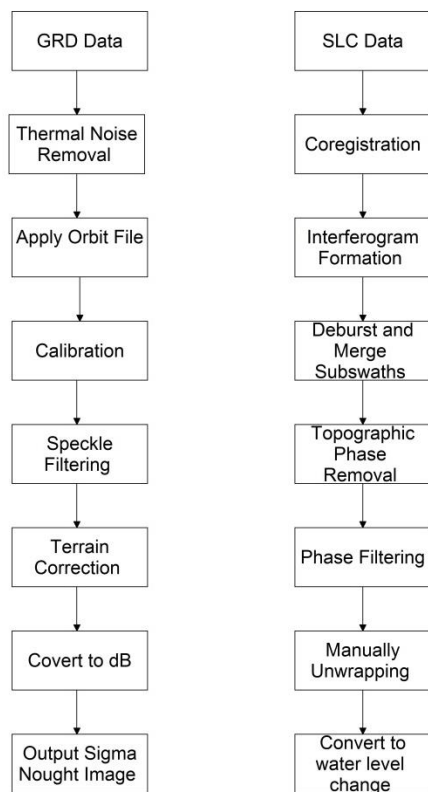 GRD Data
Thermal Noise
Removal
Apply Orbit File
Calibration
Speckle
Filtering
Terrain
Correction
Covert to dB
Output Sigma
Nought Image
SLC Data
Coregistration
Interferogram
Formation
Deburst and
Merge
Subswaths
Topographic
Phase
Removal
Phase Filtering
Manually
Unwrapping
Convert to
water level
change